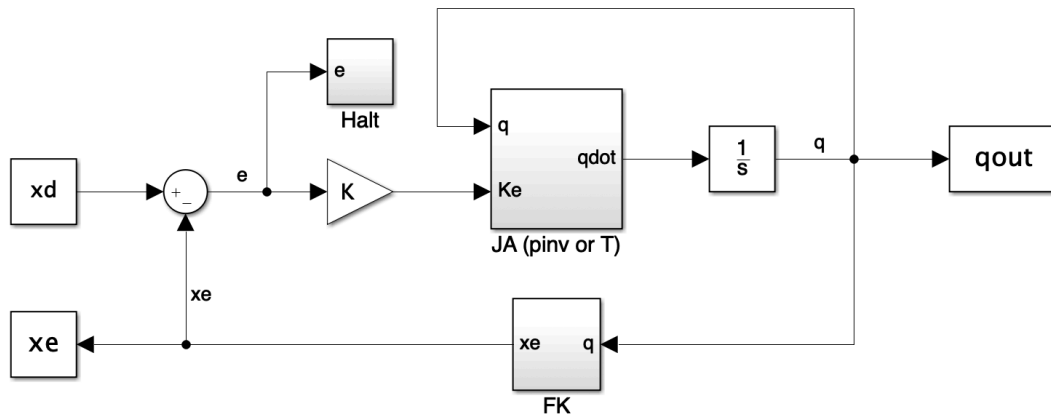 e
Halt
q
qdot
Ke
JA (pinv or T)
1
s
q
qout
xd
+
−
e
K
xe
xe
xe
q
FK